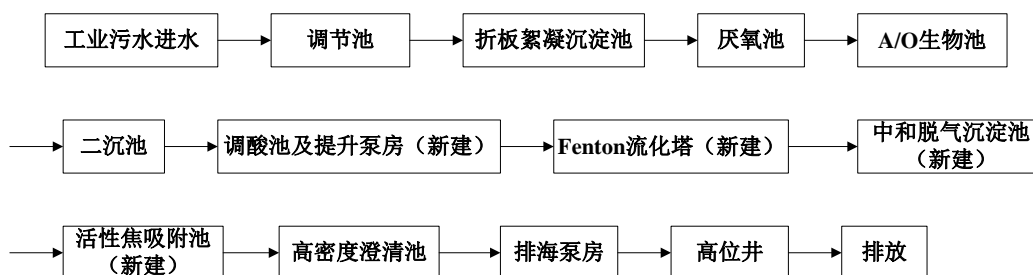 工业污水进水
调节池
折板絮凝沉淀池
厌氧池
A/O生物池
二沉池
调酸池及提升泵房（新建）
Fenton流化塔（新建）
中和脱气沉淀池
（新建）
活性焦吸附池
（新建）
高密度澄清池
排海泵房
高位井
排放